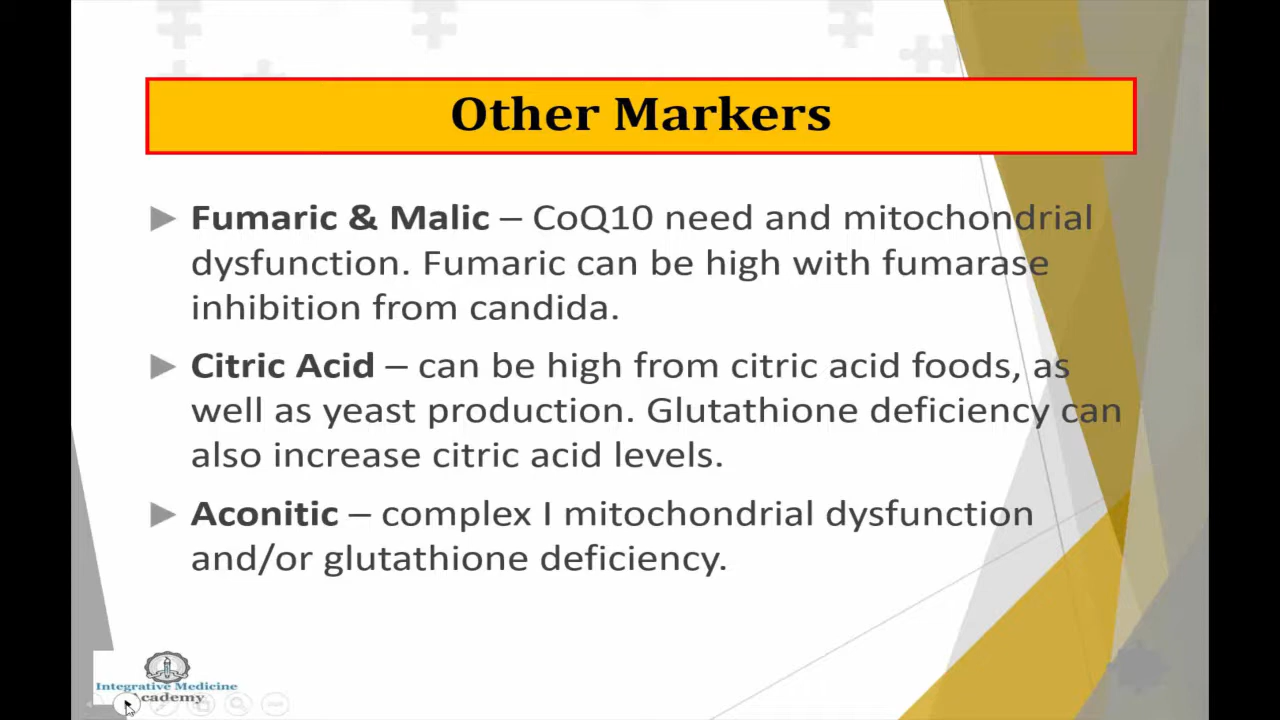 Other Markers
Fumaric & Malic – CoQ10 need and mitochondrial
dysfunction. Fumaric can be high with fumarase
inhibition from candida.
Citric Acid – can be high from citric acid foods, as
well as yeast production. Glutathione deficiency can
also increase citric acid levels.
Aconitic – complex I mitochondrial dysfunction
and/or glutathione deficiency.
Integrative Medicine
Academy